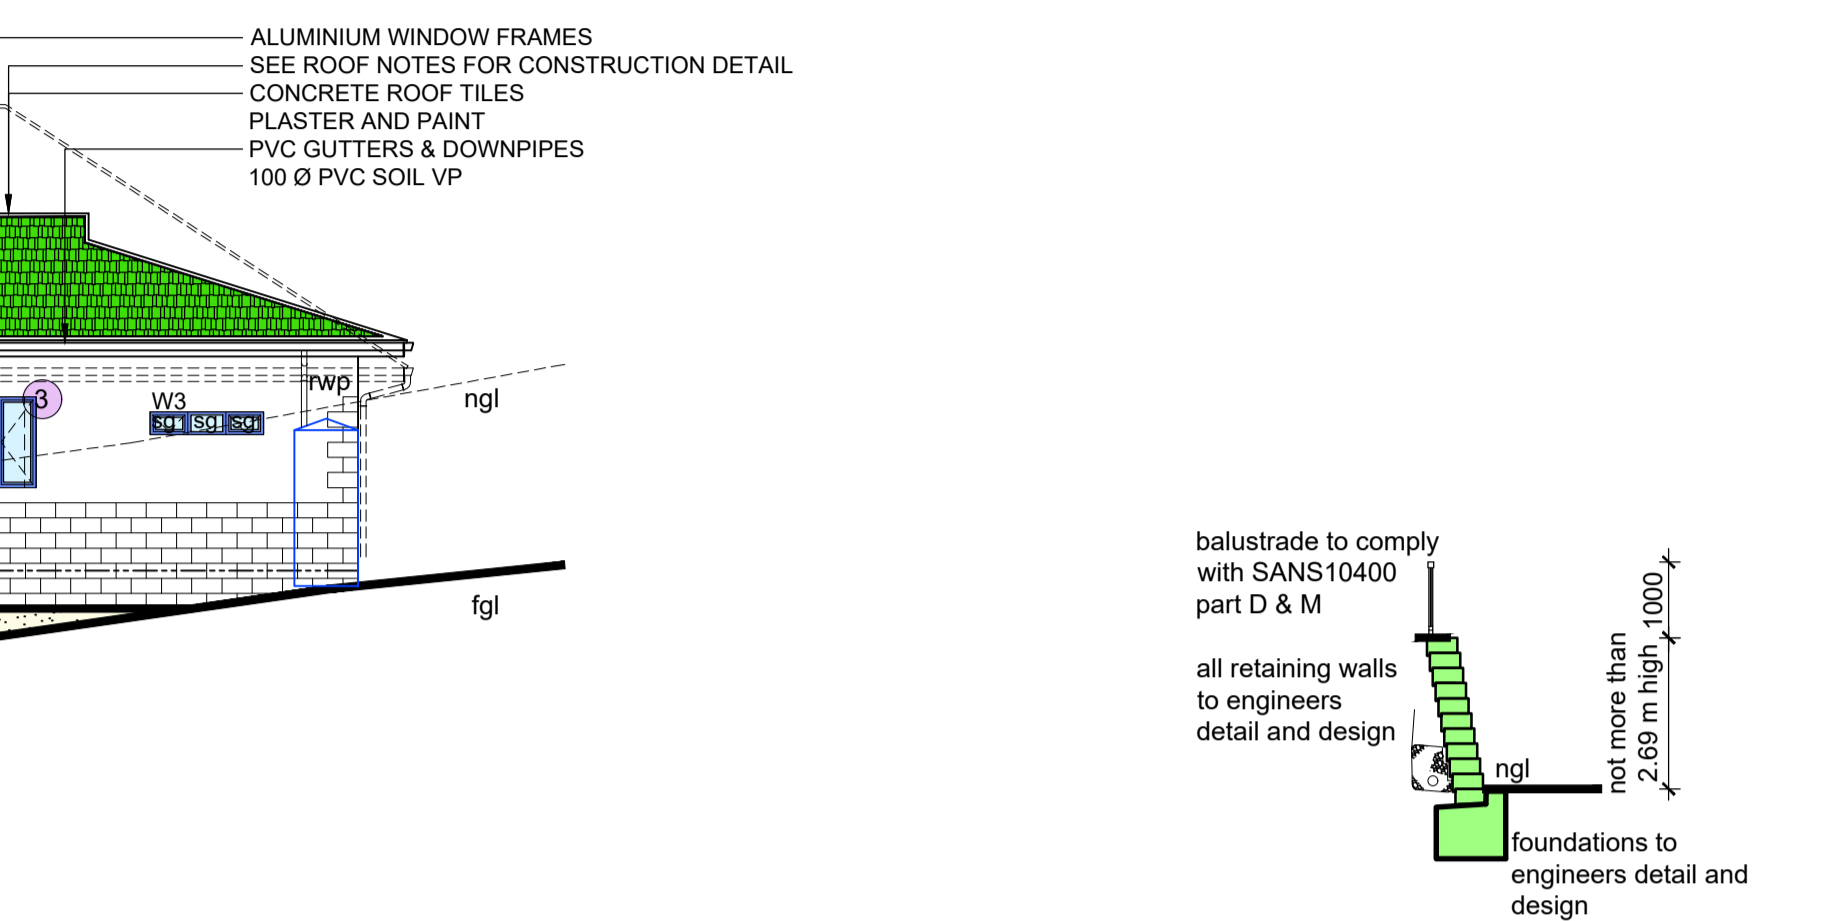 ALUMINIUM WINDOW FRAMES
SEE ROOF NOTES FOR CONSTRUCTION DETAIL
CONCRETE ROOF TILES
PLASTER AND PAINT
PVC GUTTERS & DOWNPIPES
100 Ø PVC SOIL VP
rwp
3
W3
sg sg sg
ngl
fgl
balustrade to comply
with SANS10400
part D & M
all retaining walls
to engineers
detail and design
ngl
1000
not more than
2.69 m high
foundations to
engineers detail and
design